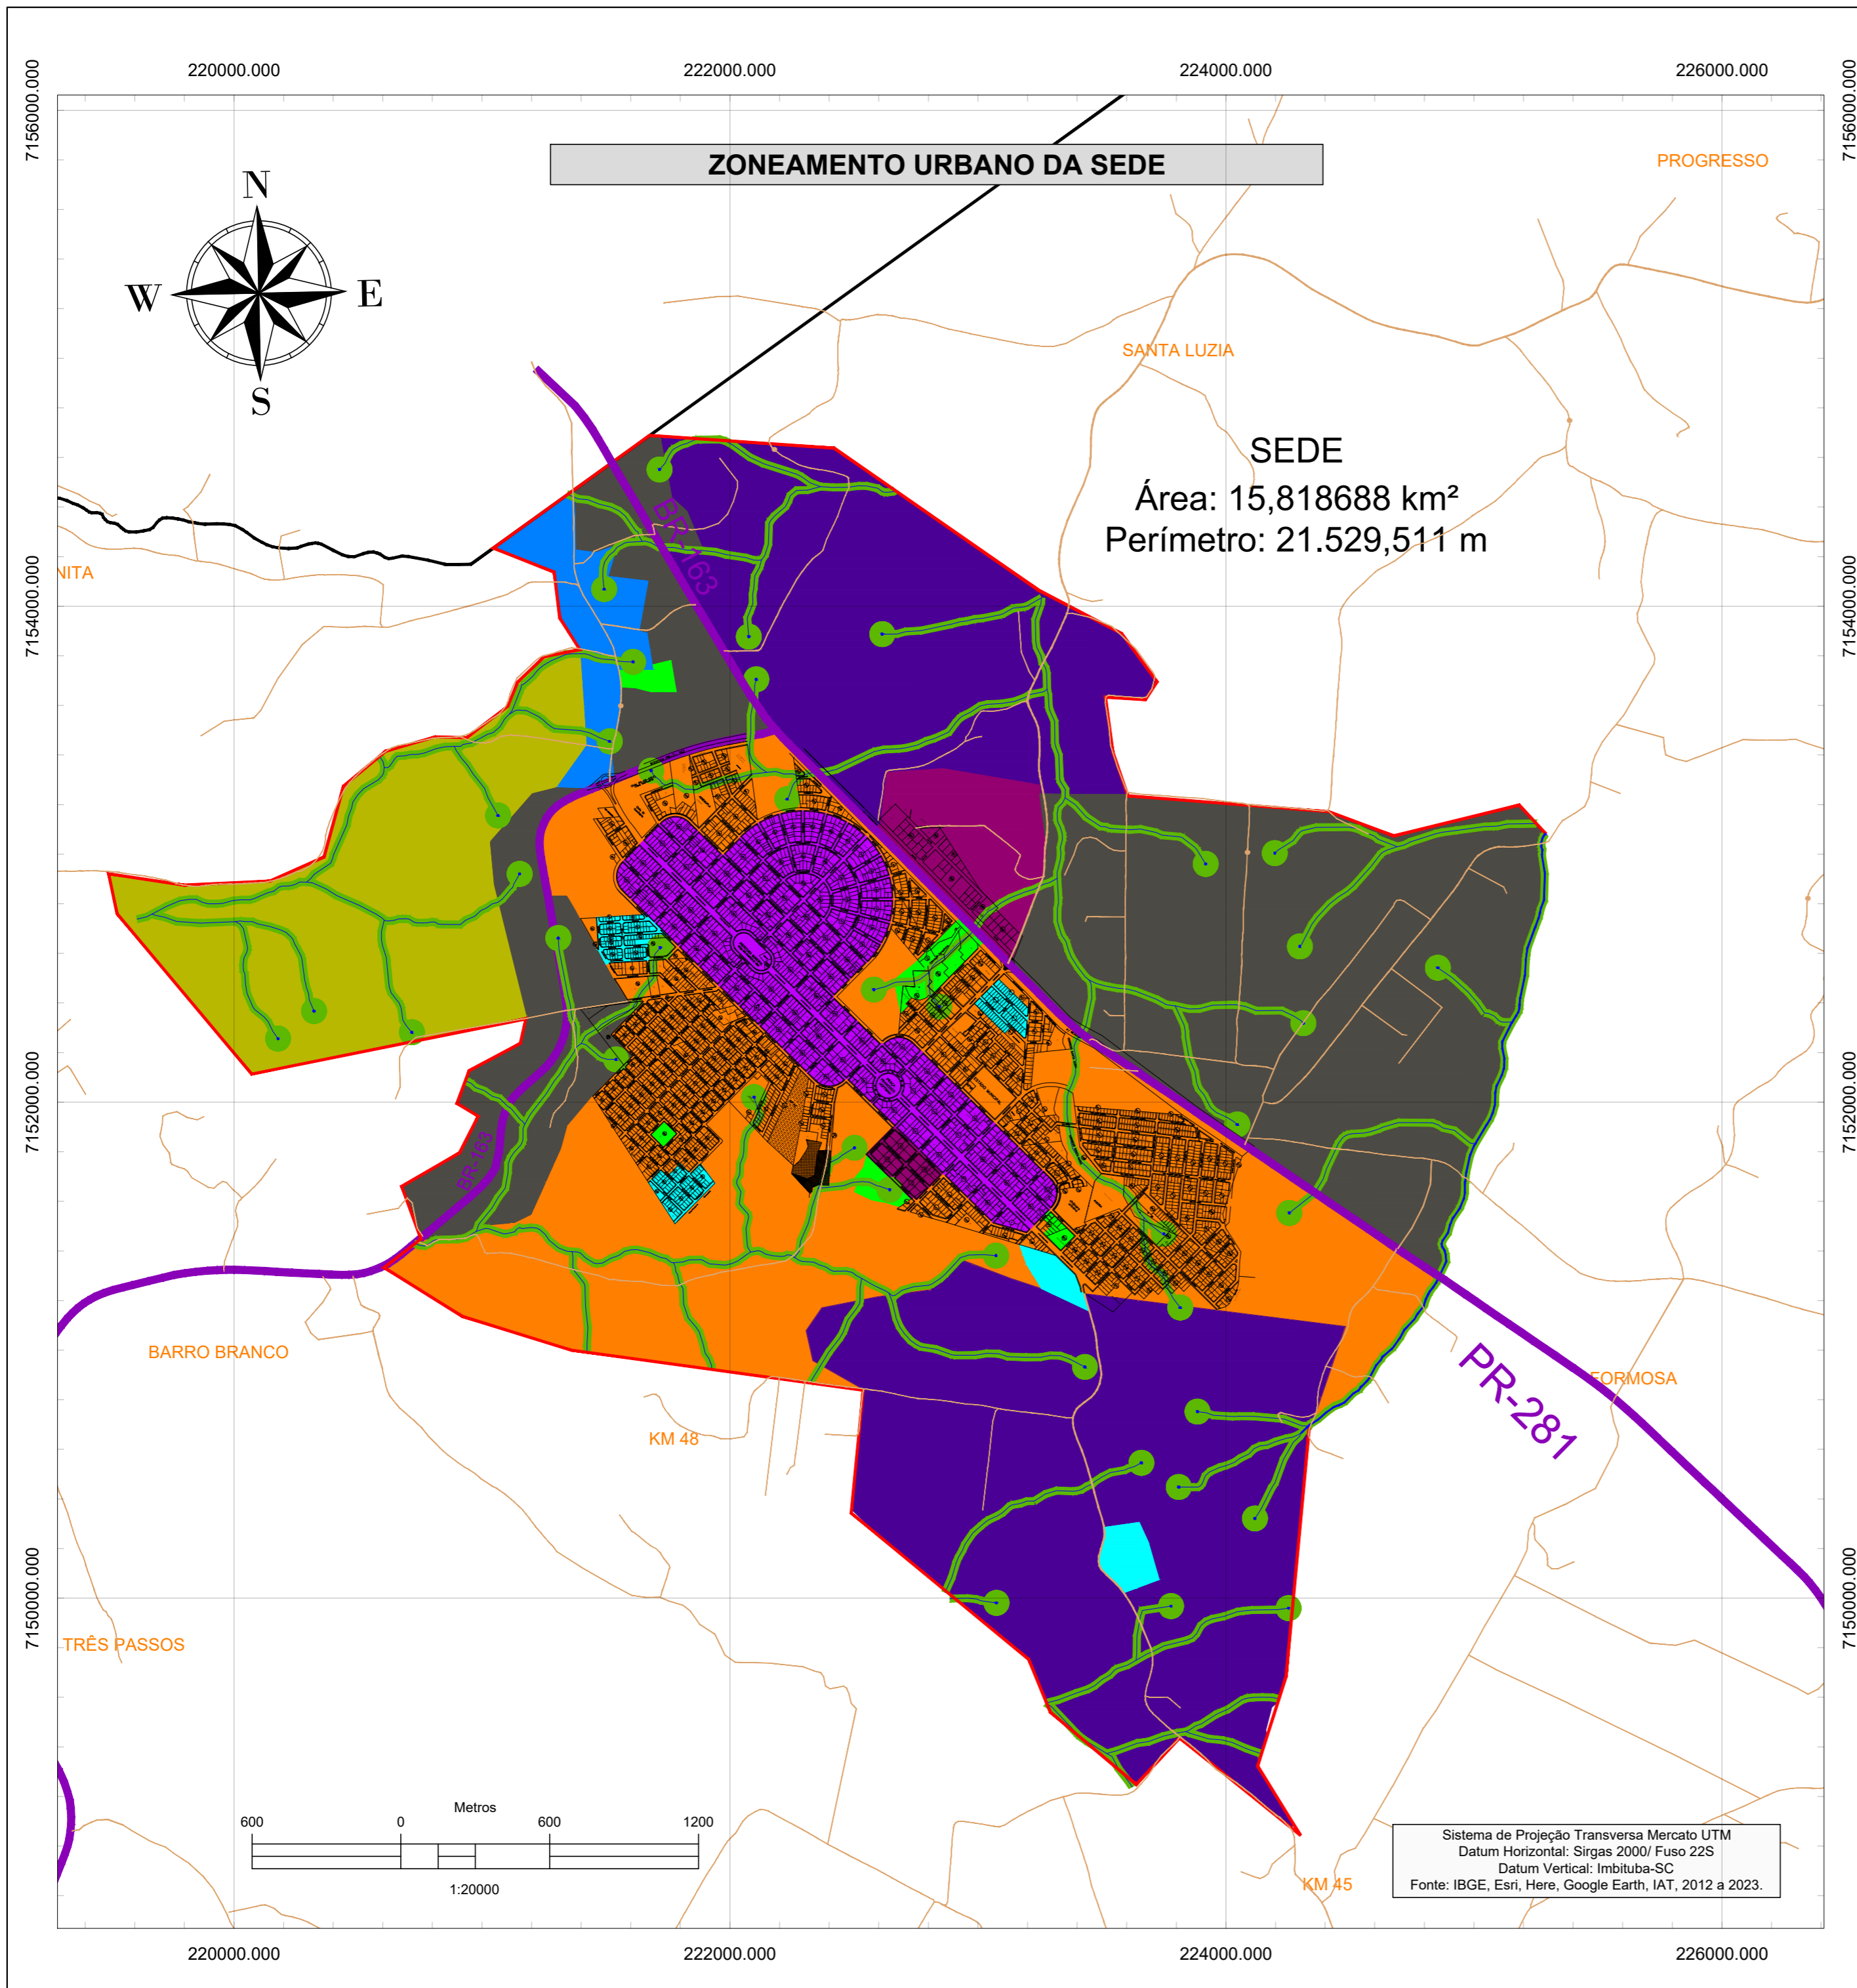 220000.000
222000.000
224000.000
226000.000
7156000.000
7156000.000
ZONEAMENTO URBANO DA SEDE
PROGRESSO
N
W
E
S
SANTA LUZIA
SEDE
Área: 15,818688 km²
Perímetro: 21.529,511 m
BR-163
NITA
7154000.000
7154000.000
7152000.000
7152000.000
BR-163
BARRO BRANCO
PR-281
FORMOSA
KM 48
7150000.000
7150000.000
TRÊS PASSOS
Metros
600
0
600
1200
1:20000
Sistema de Projeção Transversa Mercato UTM
Datum Horizontal: Sirgas 2000/ Fuso 22S
Datum Vertical: Imbituba-SC
Fonte: IBGE, Esri, Here, Google Earth, IAT, 2012 a 2023.
KM 45
220000.000
222000.000
224000.000
226000.000